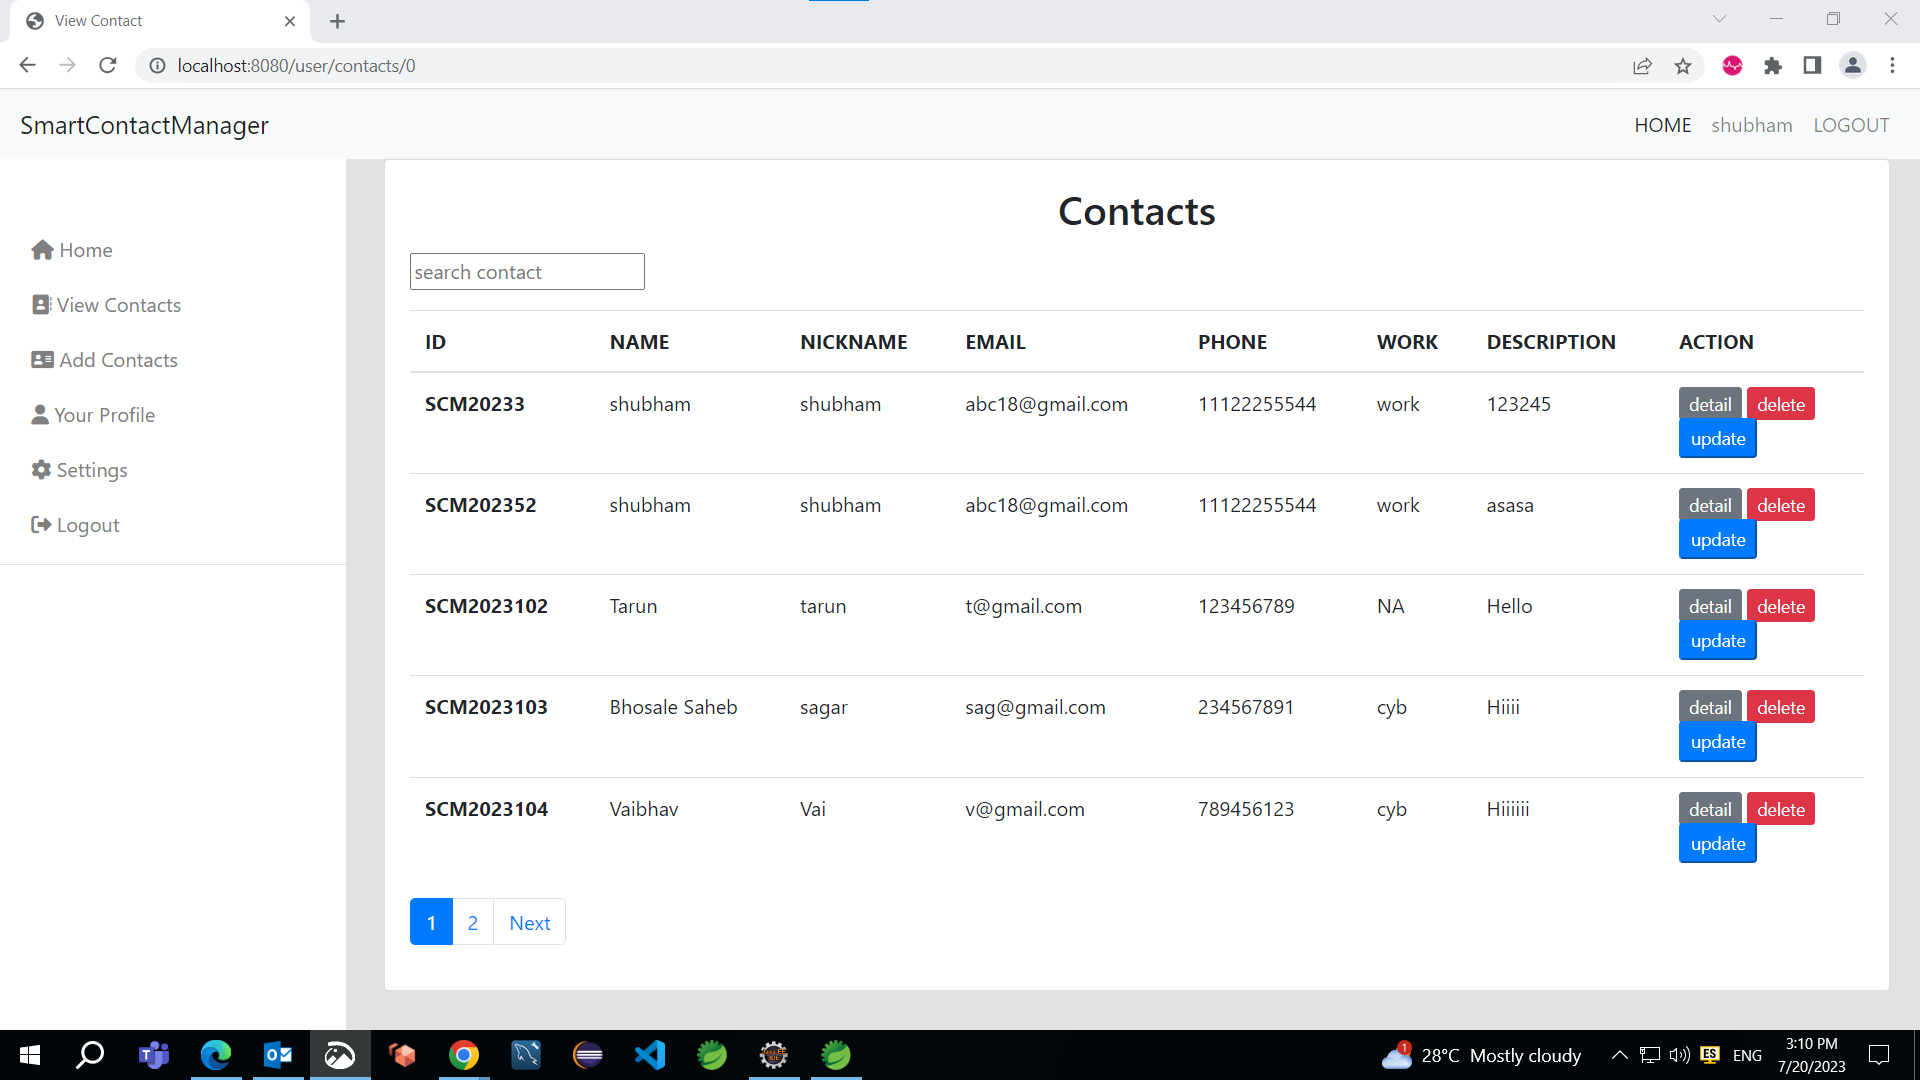 View Contact
localhost:8080/user/contacts/0
SmartContactManager
HOME shubham LOGOUT
Home
View Contacts
Add Contacts
Your Profile
Settings
Logout
Contacts
search contact
ID NAME NICKNAME EMAIL PHONE WORK DESCRIPTION ACTION
SCM20233 shubham shubham abc18@gmail.com 11122255544 work 123245 detail delete
update
SCM202352 shubham shubham abc18@gmail.com 11122255544 work asasa detail delete
update
SCM2023102 Tarun tarun t@gmail.com 123456789 NA Hello detail delete
update
SCM2023103 Bhosale Saheb sagar sag@gmail.com 234567891 cyb Hiiii detail delete
update
SCM2023104 Vaibhav Vai v@gmail.com 789456123 cyb Hiiiiii detail delete
update
1 2 Next
1 28°C Mostly cloudy ES ENG 3:10 PM
7/20/2023